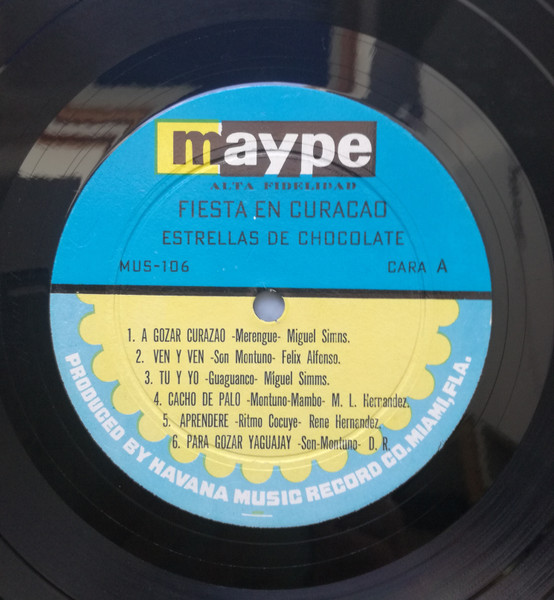 maype
ALTA FIDELIDAD
FIESTA EN CURACAO
ESTRELLAS DE CHOCOLATE
MUS-106 CARA A
1. A GOZAR CURAZAO -Merengue- Miguel Simns.
2. VEN Y VEN -Son Montuno- Felix Alfonso.
3. TU Y YO -Guaguanco- Miguel Simms.
4. CACHO DE PALO -Montuno-Mambo- M. L. Hernandez.
5. APRENDERE -Ritmo Cocuye- Rene Hernandez.
6. PARA GOZAR YAGUAJAY -Son-Montuno- D. R.
PRODUCED BY HAVANA MUSIC RECORD CO. MIAMI, FLA.